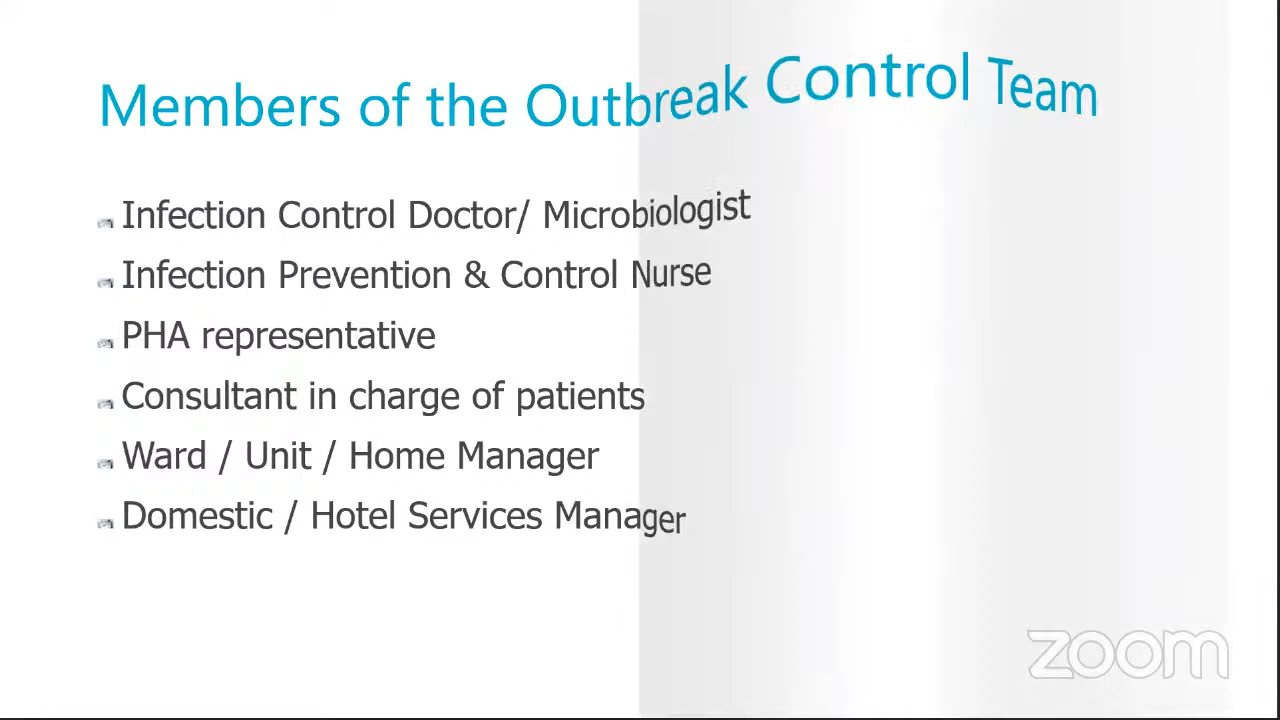 Members of the Outbreak Control Team
Infection Control Doctor/ Microbiologist
Infection Prevention & Control Nurse
PHA representative
Consultant in charge of patients
Ward / Unit / Home Manager
Domestic / Hotel Services Manager
zoom